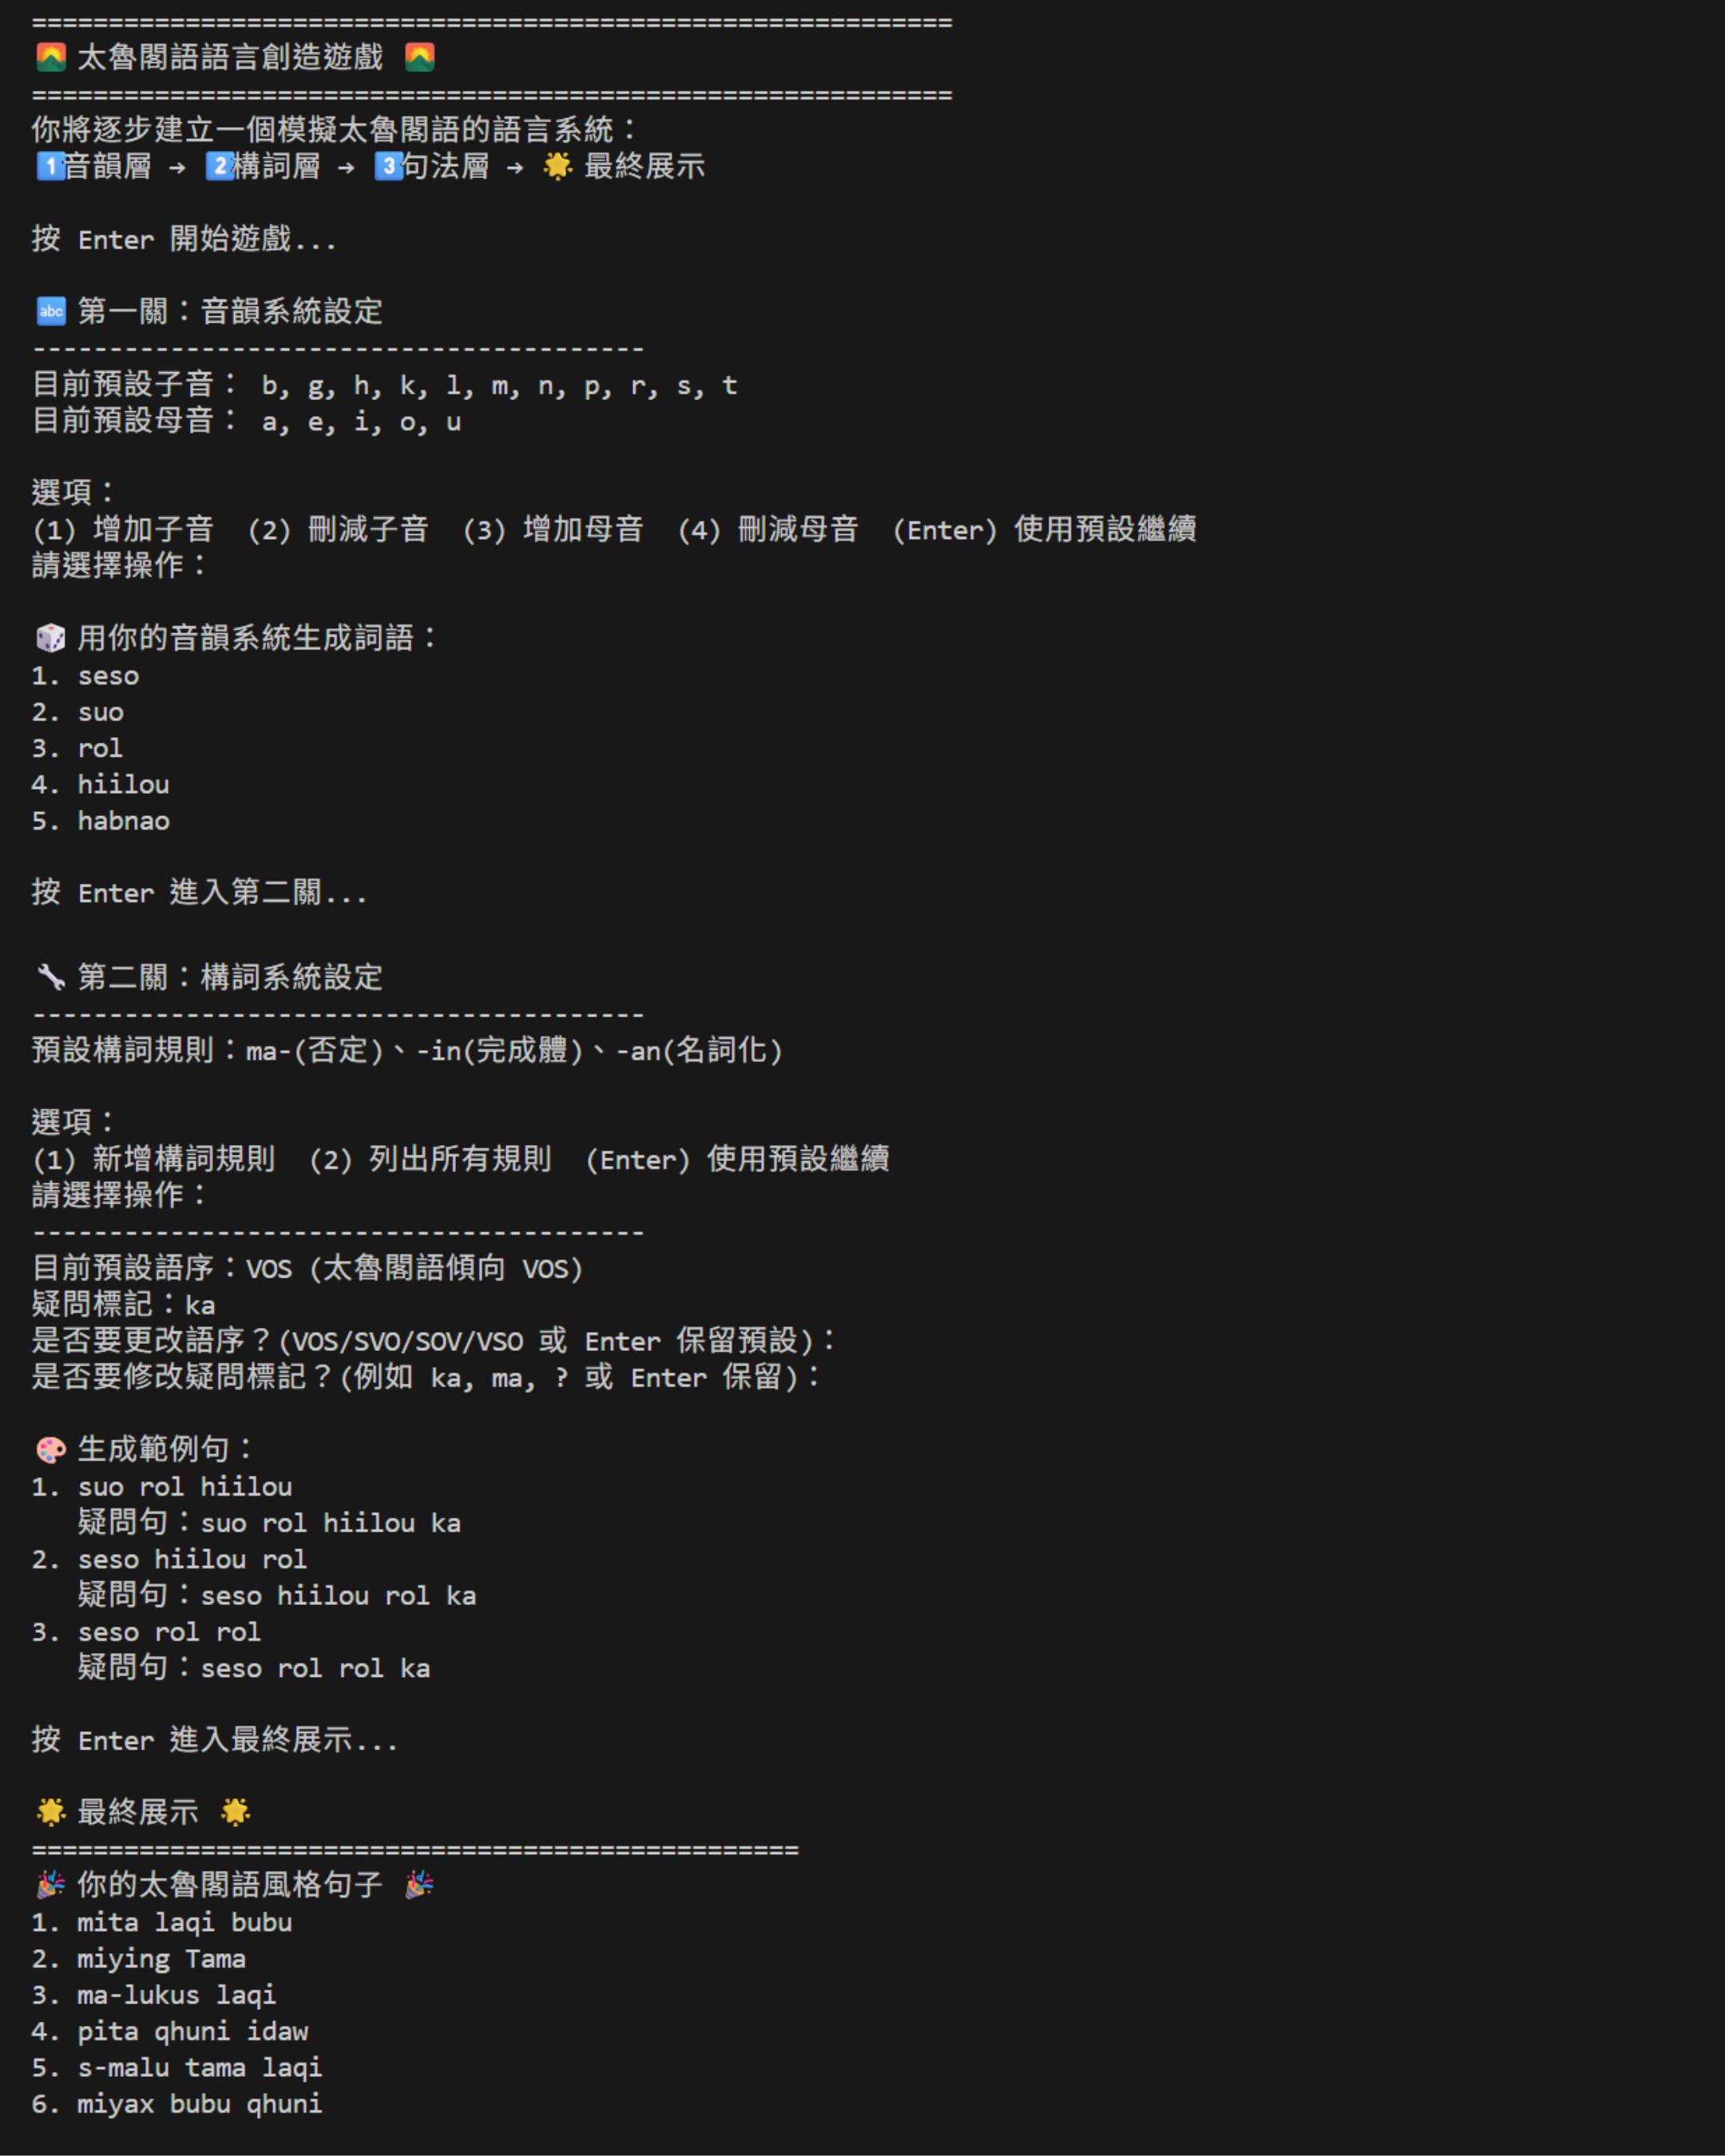 ============================================================
🌄 太魯閣語語言創造遊戲 🌄
============================================================
你將逐步建立一個模擬太魯閣語的語言系統：
1️⃣音韻層 → 2️⃣構詞層 → 3️⃣句法層 → 🌟 最終展示
按 Enter 開始遊戲...
🔤 第一關：音韻系統設定
----------------------------------------
目前預設子音： b, g, h, k, l, m, n, p, r, s, t
目前預設母音： a, e, i, o, u
選項：
(1) 增加子音 (2) 刪減子音 (3) 增加母音 (4) 刪減母音 (Enter) 使用預設繼續
請選擇操作：
🎲 用你的音韻系統生成詞語：
1. seso
2. suo
3. rol
4. hiilou
5. habnao
按 Enter 進入第二關...
🔧 第二關：構詞系統設定
----------------------------------------
預設構詞規則：ma-(否定)、-in(完成體)、-an(名詞化)
選項：
(1) 新增構詞規則 (2) 列出所有規則 (Enter) 使用預設繼續
請選擇操作：
----------------------------------------
目前預設語序：VOS (太魯閣語傾向 VOS)
疑問標記：ka
是否要更改語序？(VOS/SVO/SOV/VSO 或 Enter 保留預設)：
是否要修改疑問標記？(例如 ka, ma, ? 或 Enter 保留)：
🎨 生成範例句：
1. suo rol hiilou
疑問句：suo rol hiilou ka
2. seso hiilou rol
疑問句：seso hiilou rol ka
3. seso rol rol
疑問句：seso rol rol ka
按 Enter 進入最終展示...
🌟 最終展示 🌟
==================================================
🎉 你的太魯閣語風格句子 🎉
1. mita laqi bubu
2. miying Tama
3. ma-lukus laqi
4. pita qhuni idaw
5. s-malu tama laqi
6. miyax bubu qhuni